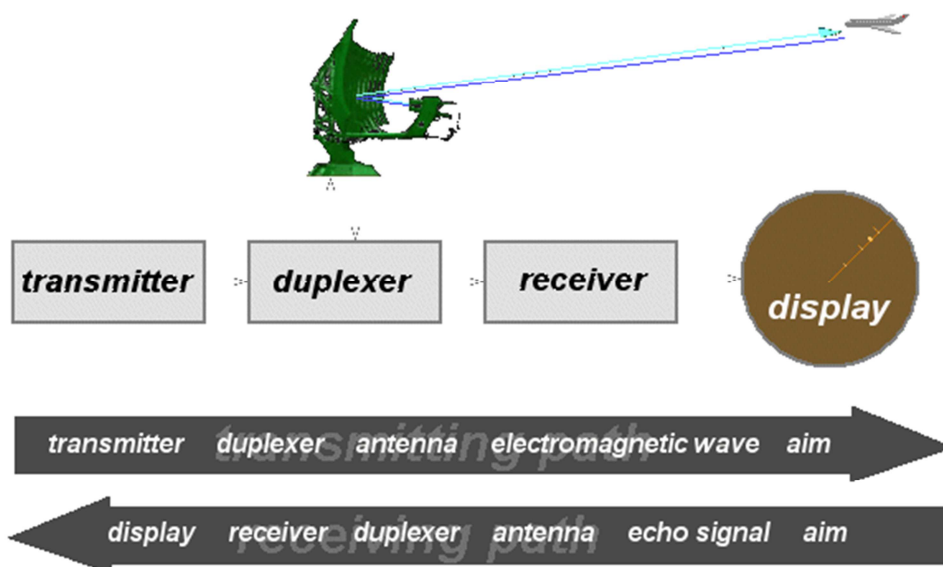 transmitter duplexer receiver display
transmitting path
transmitter duplexer antenna electromagnetic wave aim
receiving path
display receiver duplexer antenna echo signal aim